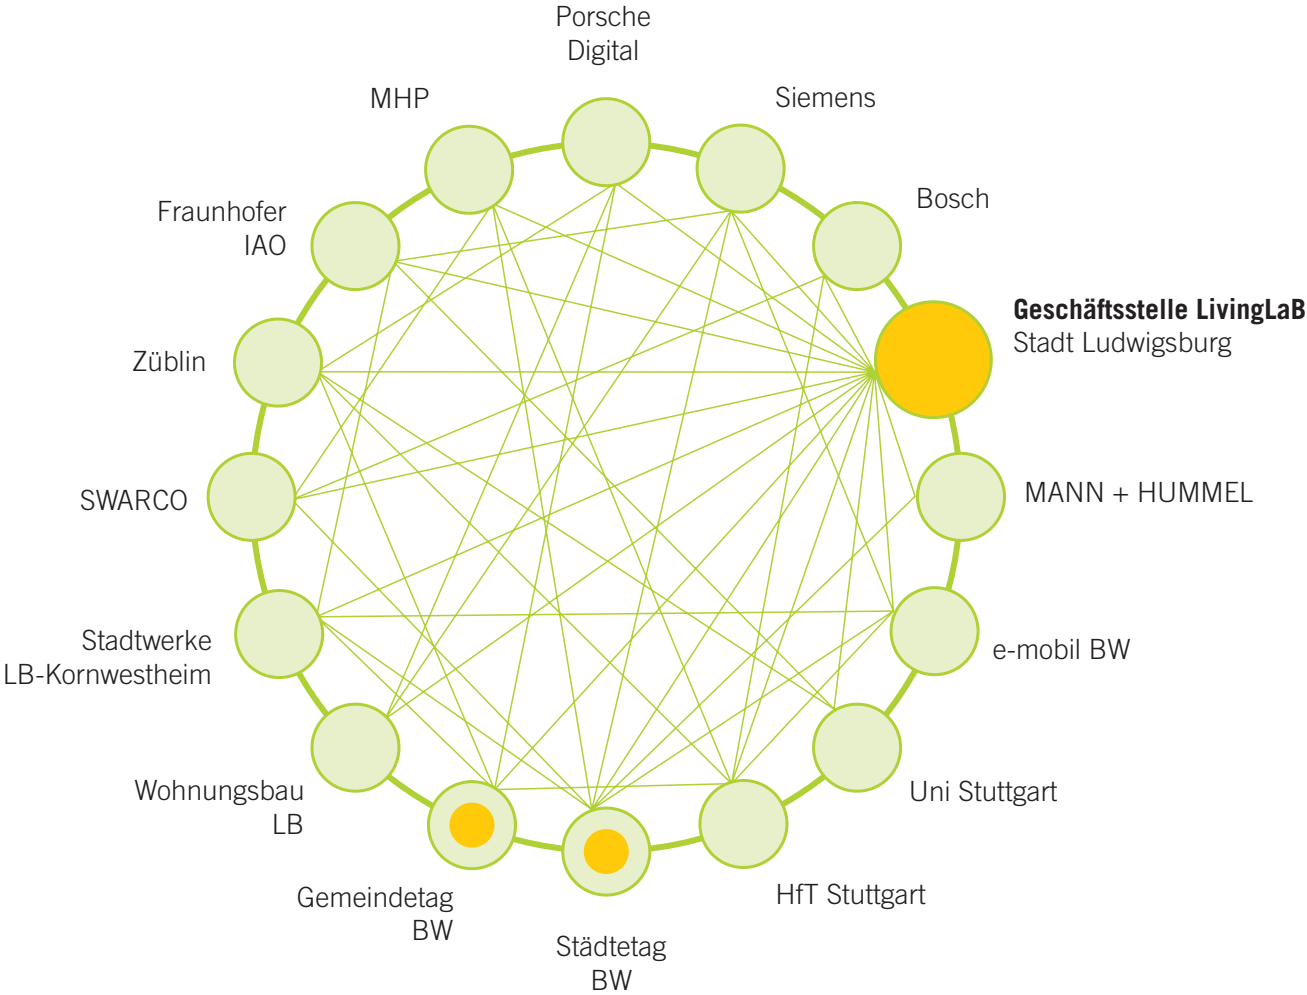 Porsche
Digital
MHP
Siemens
Fraunhofer
IAO
Bosch
Geschäftsstelle LivingLaB
Stadt Ludwigsburg
Züblin
SWARCO
MANN + HUMMEL
Stadtwerke
LB-Kornwestheim
e-mobil BW
Wohnungsbau
LB
Uni Stuttgart
Gemeindetag
BW
HfT Stuttgart
Städtetag
BW